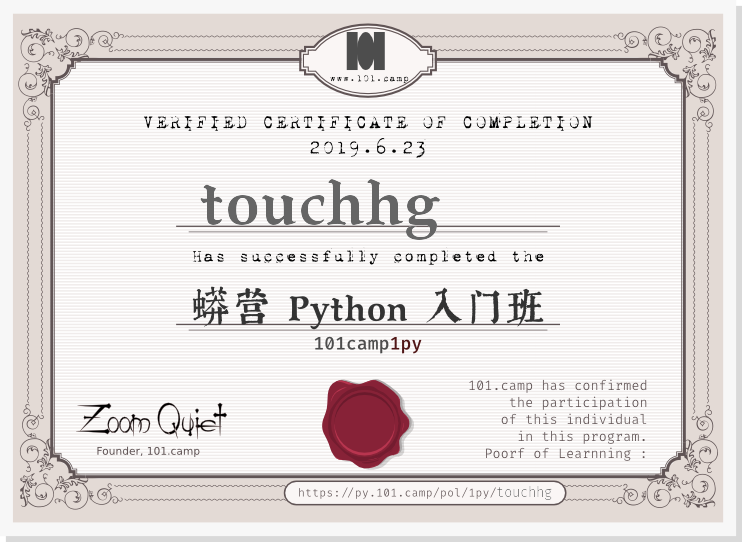 101
www.101.camp
VERIFIED CERTIFICATE OF COMPLETION
2019.6.23
touchhg
Has successfully completed the
蟒营 Python 入门班
101camp1py
101.camp has confirmed
the participation
of this individual
in this program.
Poorf of Learnning :
Zoom Quiet
Founder, 101.camp
https://py.101.camp/pol/1py/touchhg